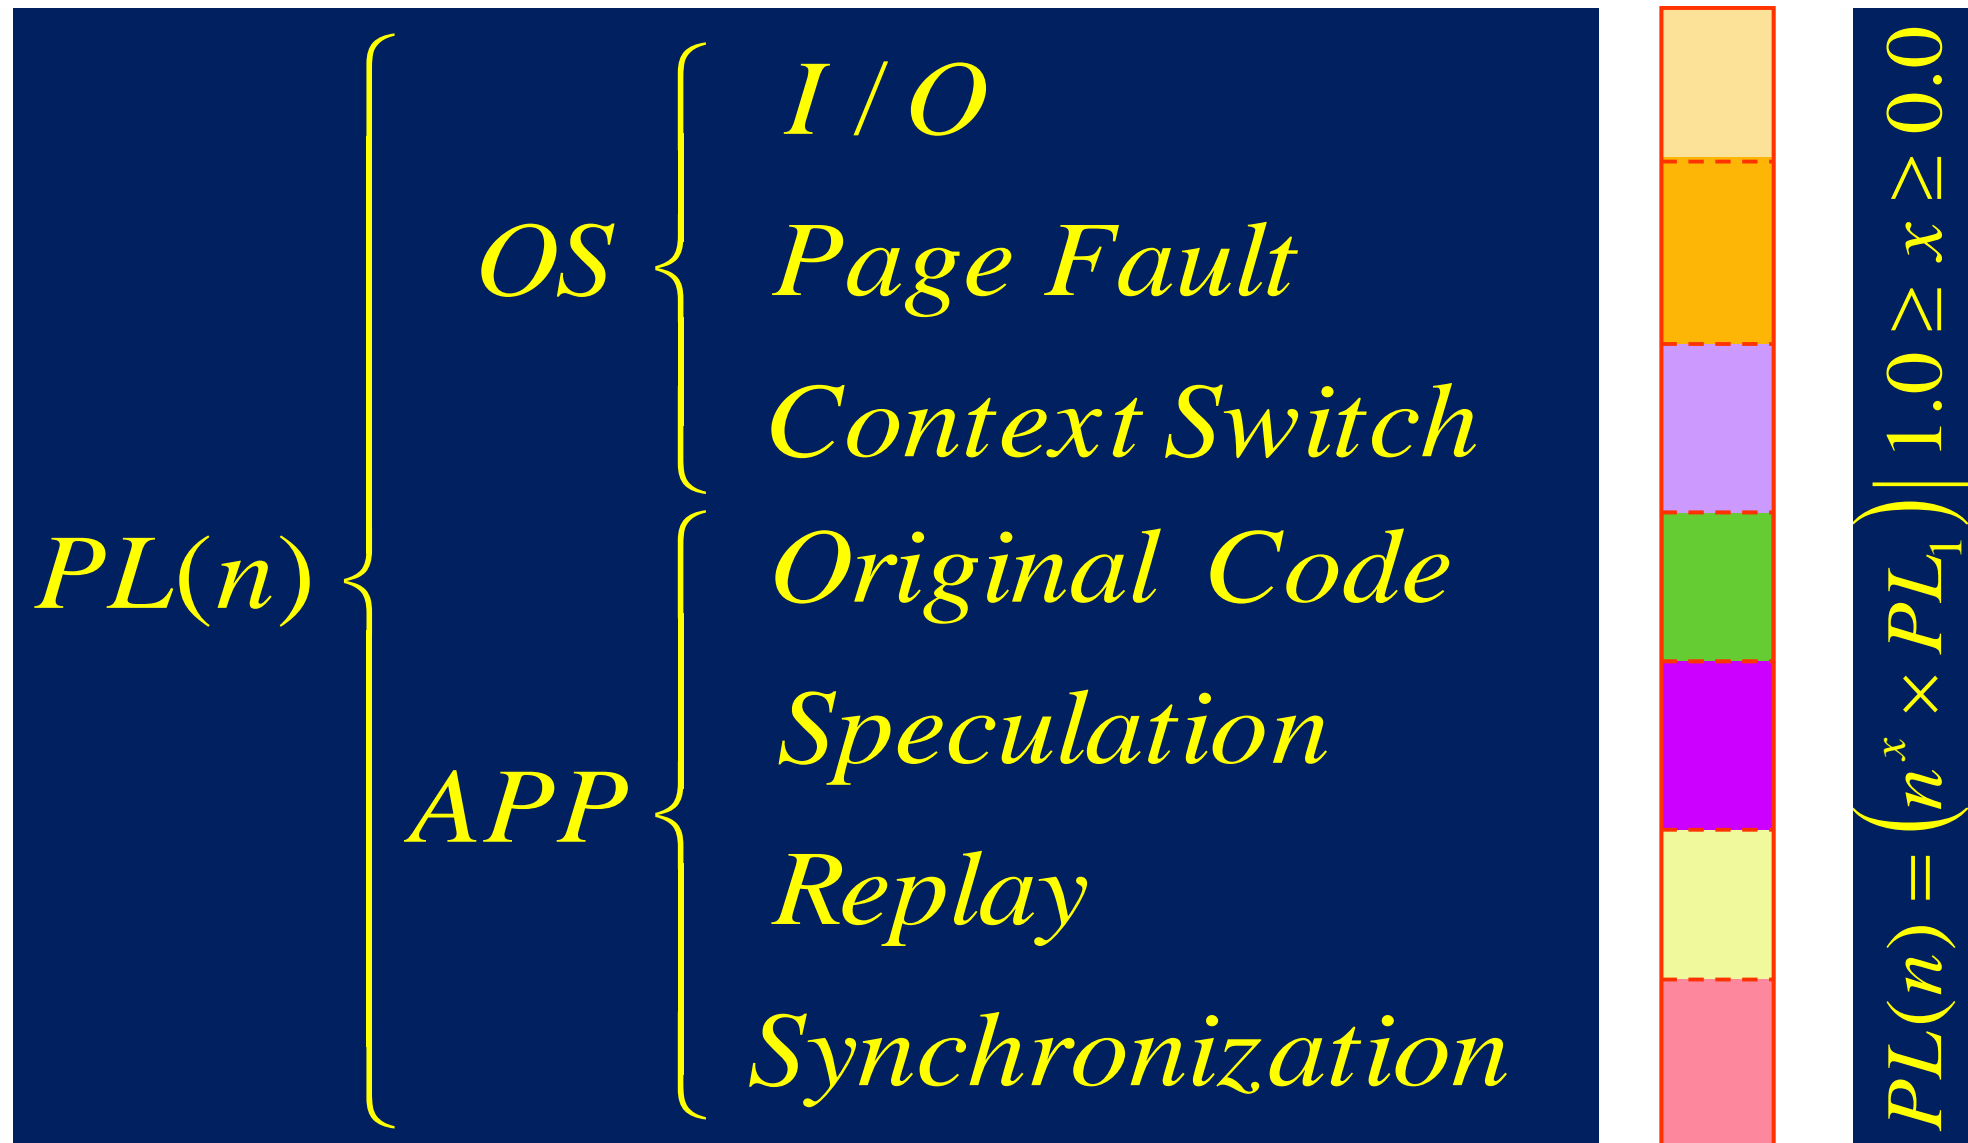 I / O
OS
Page Fault
Context Switch
PL(n)
Original Code
Speculation
APP
Replay
Synchronization
PL(n) = (n^x × PL_1) | 1.0 ≥ x ≥ 0.0